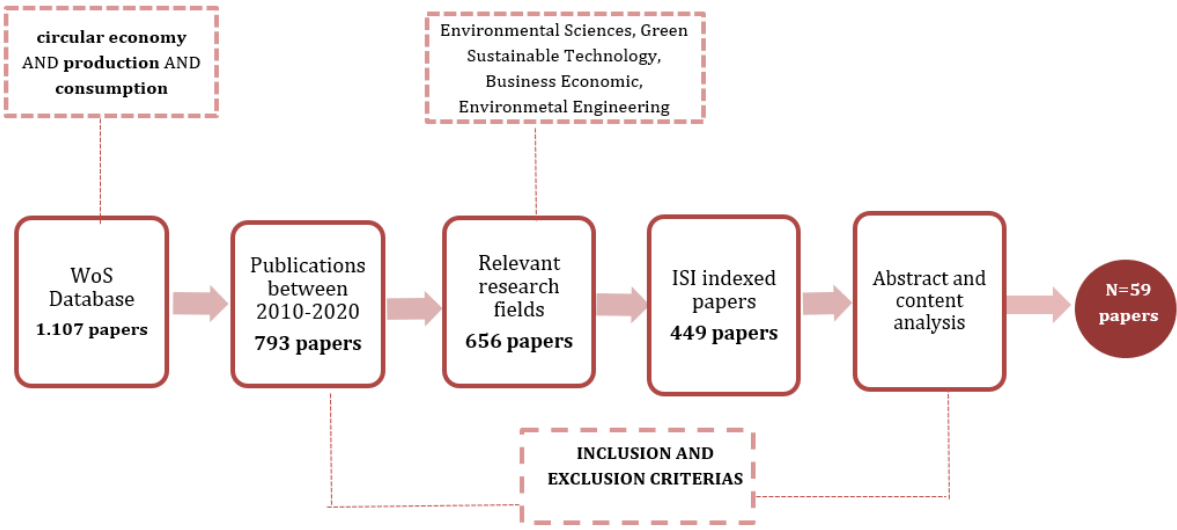 circular economy
AND production AND
consumption
Environmental Sciences, Green
Sustainable Technology,
Business Economic,
Environmetal Engineering
WoS
Database
1.107 papers
Publications
between
2010-2020
793 papers
Relevant
research
fields
656 papers
ISI indexed
papers
449 papers
Abstract and
content
analysis
N=59
papers
INCLUSION AND
EXCLUSION CRITERIAS